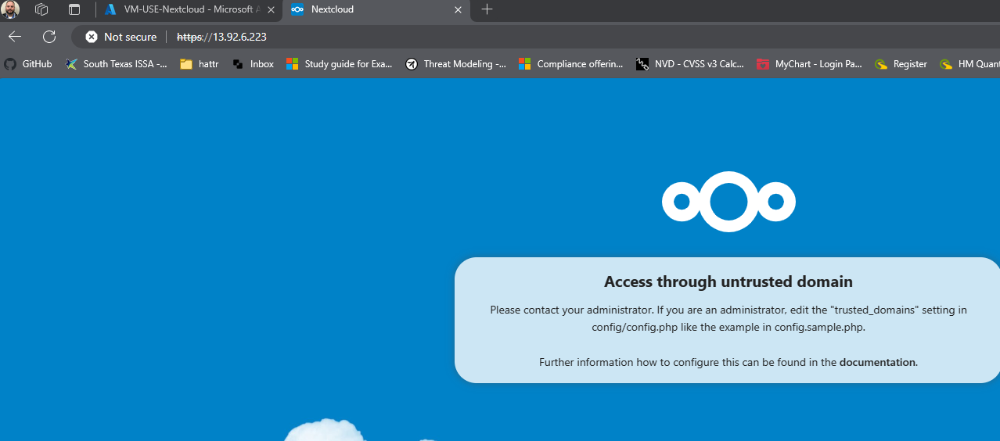 VM-USE-Nextcloud - Microsoft A
Nextcloud
Not secure
https://13.92.6.223
GitHub
South Texas ISSA -...
hattr
Inbox
Study guide for Exa...
Threat Modeling -...
Compliance offerin...
NVD - CVSS v3 Calc...
MyChart - Login Pa...
Register
HM Quant
Access through untrusted domain
Please contact your administrator. If you are an administrator, edit the "trusted_domains" setting in
config/config.php like the example in config.sample.php.
Further information how to configure this can be found in the documentation.